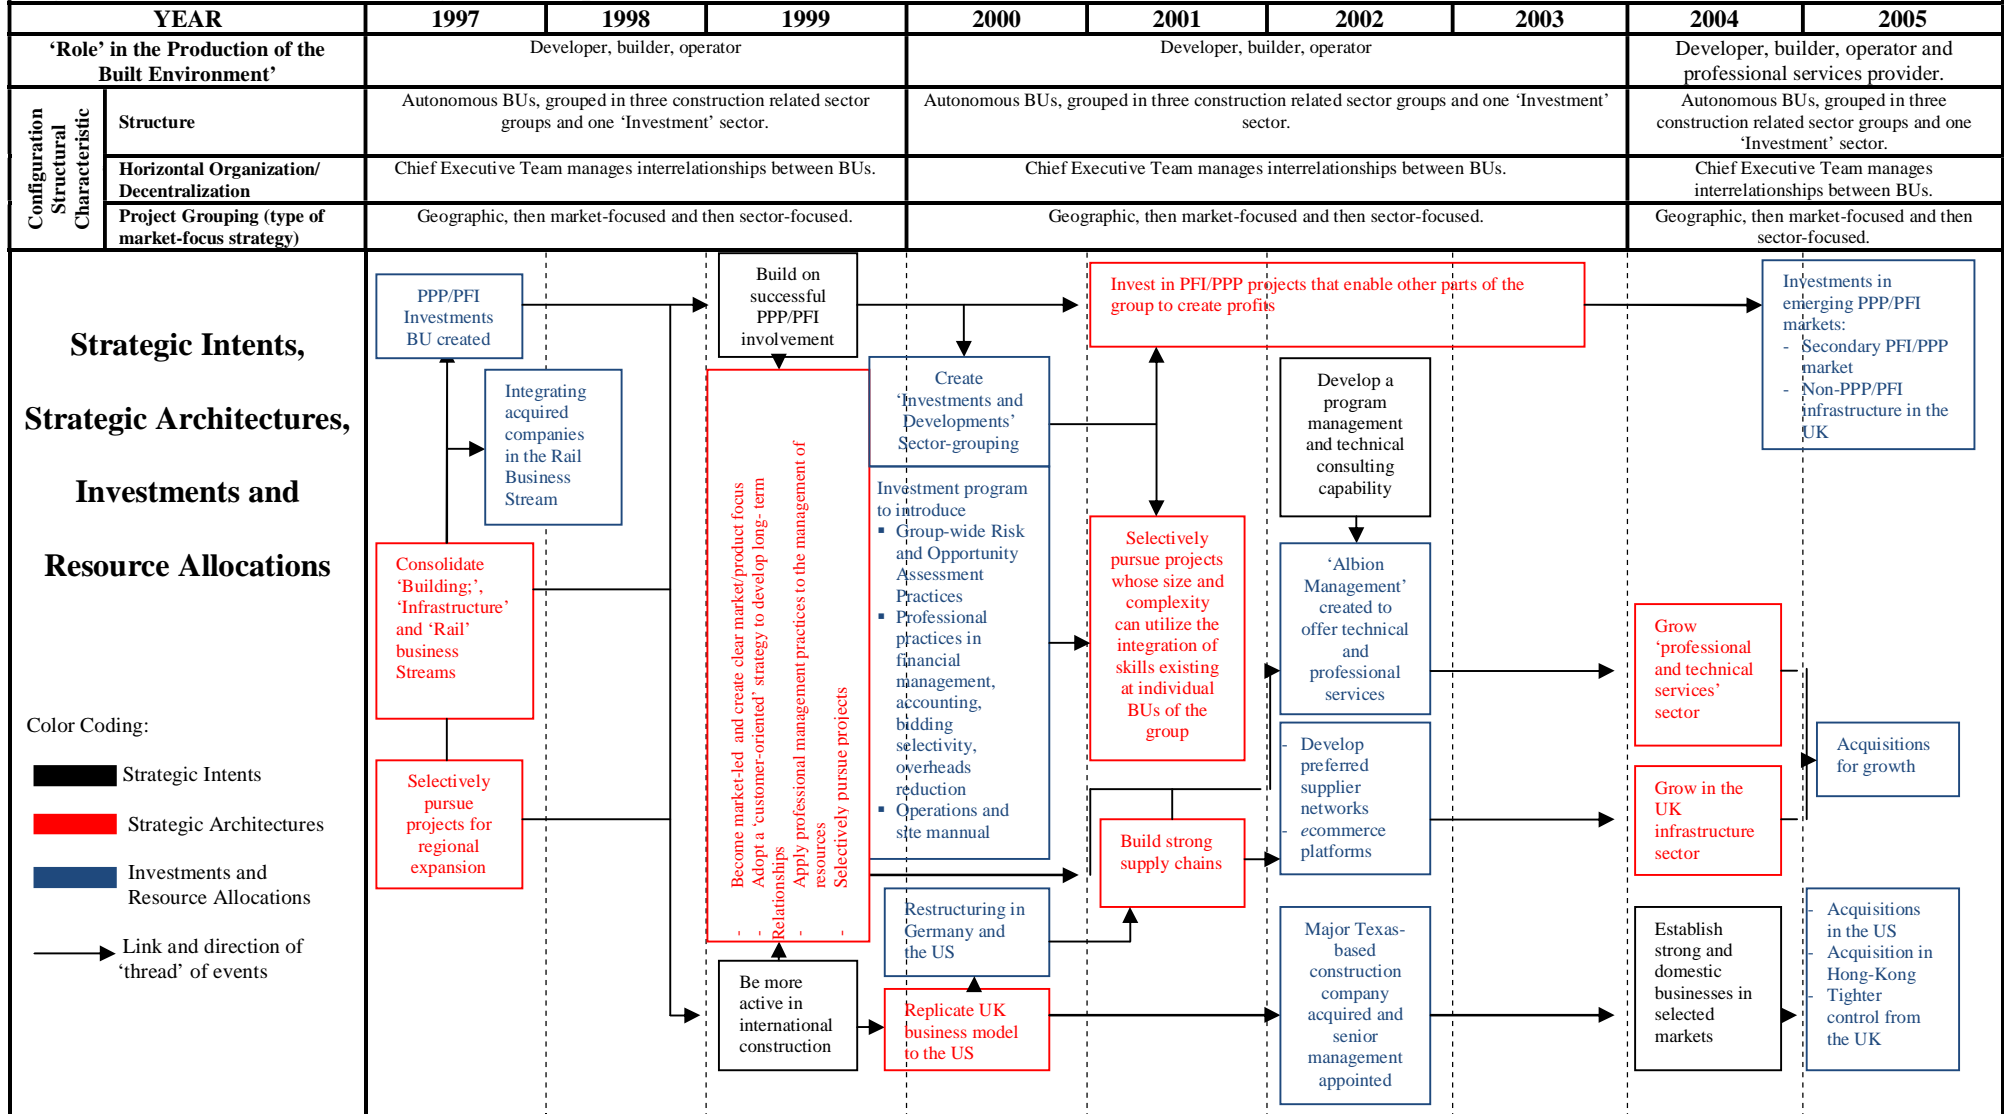 YEAR
1997
1998
1999
2000
2001
2002
2003
2004
2005
‘Role’ in the Production of the
Built Environment’
Developer, builder, operator
Developer, builder, operator
Developer, builder, operator and
professional services provider.
Configuration
Structural
Characteristic
Structure
Autonomous BUs, grouped in three construction related sector
groups and one ‘Investment’ sector.
Autonomous BUs, grouped in three construction related sector groups and one ‘Investment’
sector.
Autonomous BUs, grouped in three
construction related sector groups and one
‘Investment’ sector.
Horizontal Organization/
Decentralization
Chief Executive Team manages interrelationships between BUs.
Chief Executive Team manages interrelationships between BUs.
Chief Executive Team manages
interrelationships between BUs.
Project Grouping (type of
market-focus strategy)
Geographic, then market-focused and then sector-focused.
Geographic, then market-focused and then sector-focused.
Geographic, then market-focused and then
sector-focused.
Strategic Intents,
Strategic Architectures,
Investments and
Resource Allocations
Color Coding:
Strategic Intents
Strategic Architectures
Investments and
Resource Allocations
Link and direction of
‘thread’ of events
PPP/PFI
Investments
BU created
Integrating
acquired
companies
in the Rail
Business
Stream
Consolidate
‘Building;’,
‘Infrastructure’
and ‘Rail’
business
Streams
Selectively
pursue
projects for
regional
expansion
Build on
successful
PPP/PFI
involvement
- Become market-led  and create clear market/product focus
- Adopt a ‘customer-oriented’ strategy to develop long- term
Relationships
- Apply professional management practices to the management of
resources
- Selectively pursue projects
Be more
active in
international
construction
Create
‘Investments and
Developments’
Sector-grouping
Investment program
to introduce
▪ Group-wide Risk
and Opportunity
Assessment
Practices
▪ Professional
practices in
financial
management,
accounting,
bidding
selectivity,
overheads
reduction
▪ Operations and
site mannual
Restructuring in
Germany and
the US
Replicate UK
business model
to the US
Invest in PFI/PPP projects that enable other parts of the
group to create profits
Selectively
pursue projects
whose size and
complexity
can utilize the
integration of
skills existing
at individual
BUs of the
group
Build strong
supply chains
Develop a
program
management
and technical
consulting
capability
‘Albion
Management’
created to
offer technical
and
professional
services
- Develop
preferred
supplier
networks
- ecommerce
platforms
Major Texas-
based
construction
company
acquired and
senior
management
appointed
Grow
‘professional
and technical
services’
sector
Grow in the
UK
infrastructure
sector
Establish
strong and
domestic
businesses in
selected
markets
Investments in
emerging PPP/PFI
markets:
- Secondary PFI/PPP
market
- Non-PPP/PFI
infrastructure in the
UK
Acquisitions
for growth
- Acquisitions
in the US
- Acquisition in
Hong-Kong
- Tighter
control from
the UK